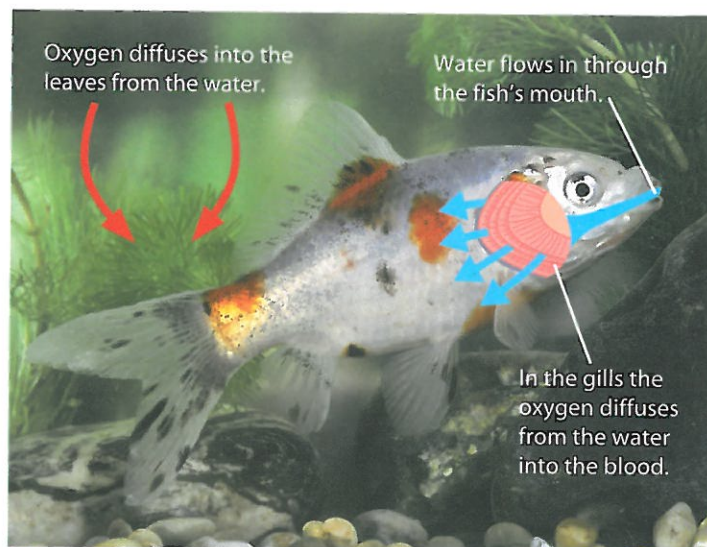 Oxygen diffuses into the
leaves from the water.
Water flows in through
the fish's mouth.
In the gills the
oxygen diffuses
from the water
into the blood.